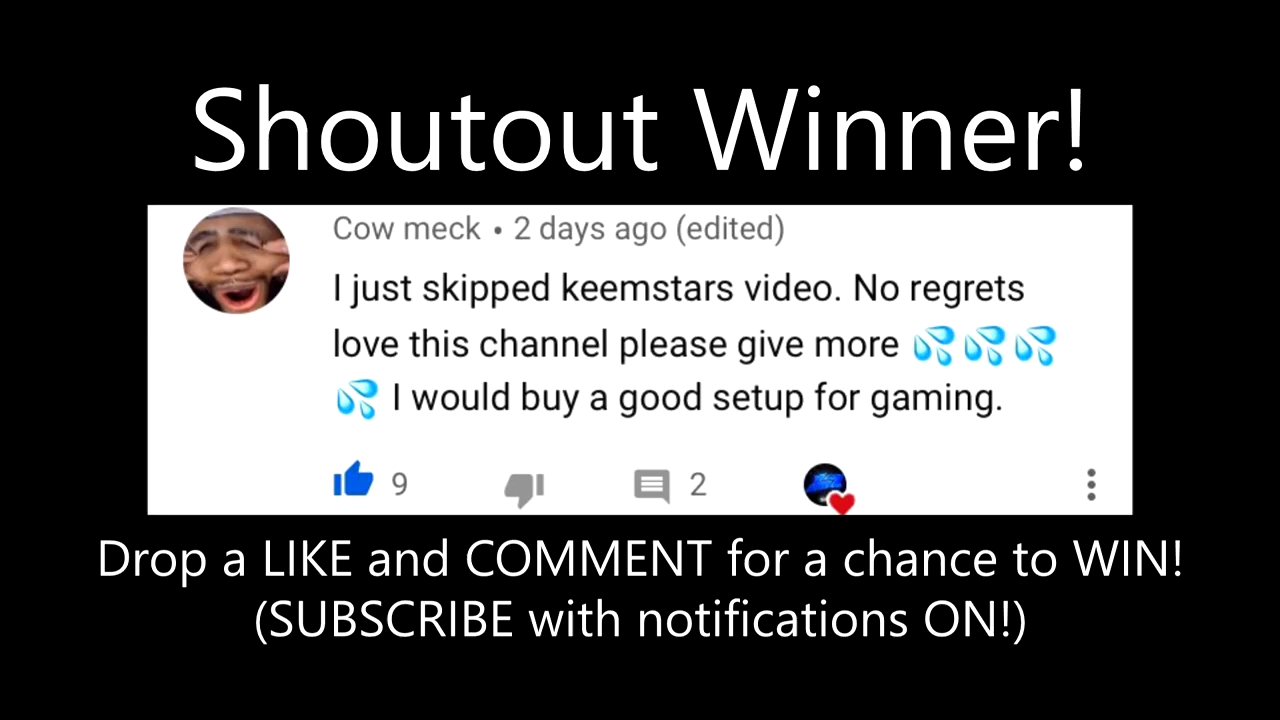 Shoutout Winner!
Cow meck • 2 days ago (edited)
I just skipped keemstars video. No regrets
love this channel please give more 💦💦💦
💦 I would buy a good setup for gaming.
9 2
Drop a LIKE and COMMENT for a chance to WIN!
(SUBSCRIBE with notifications ON!)